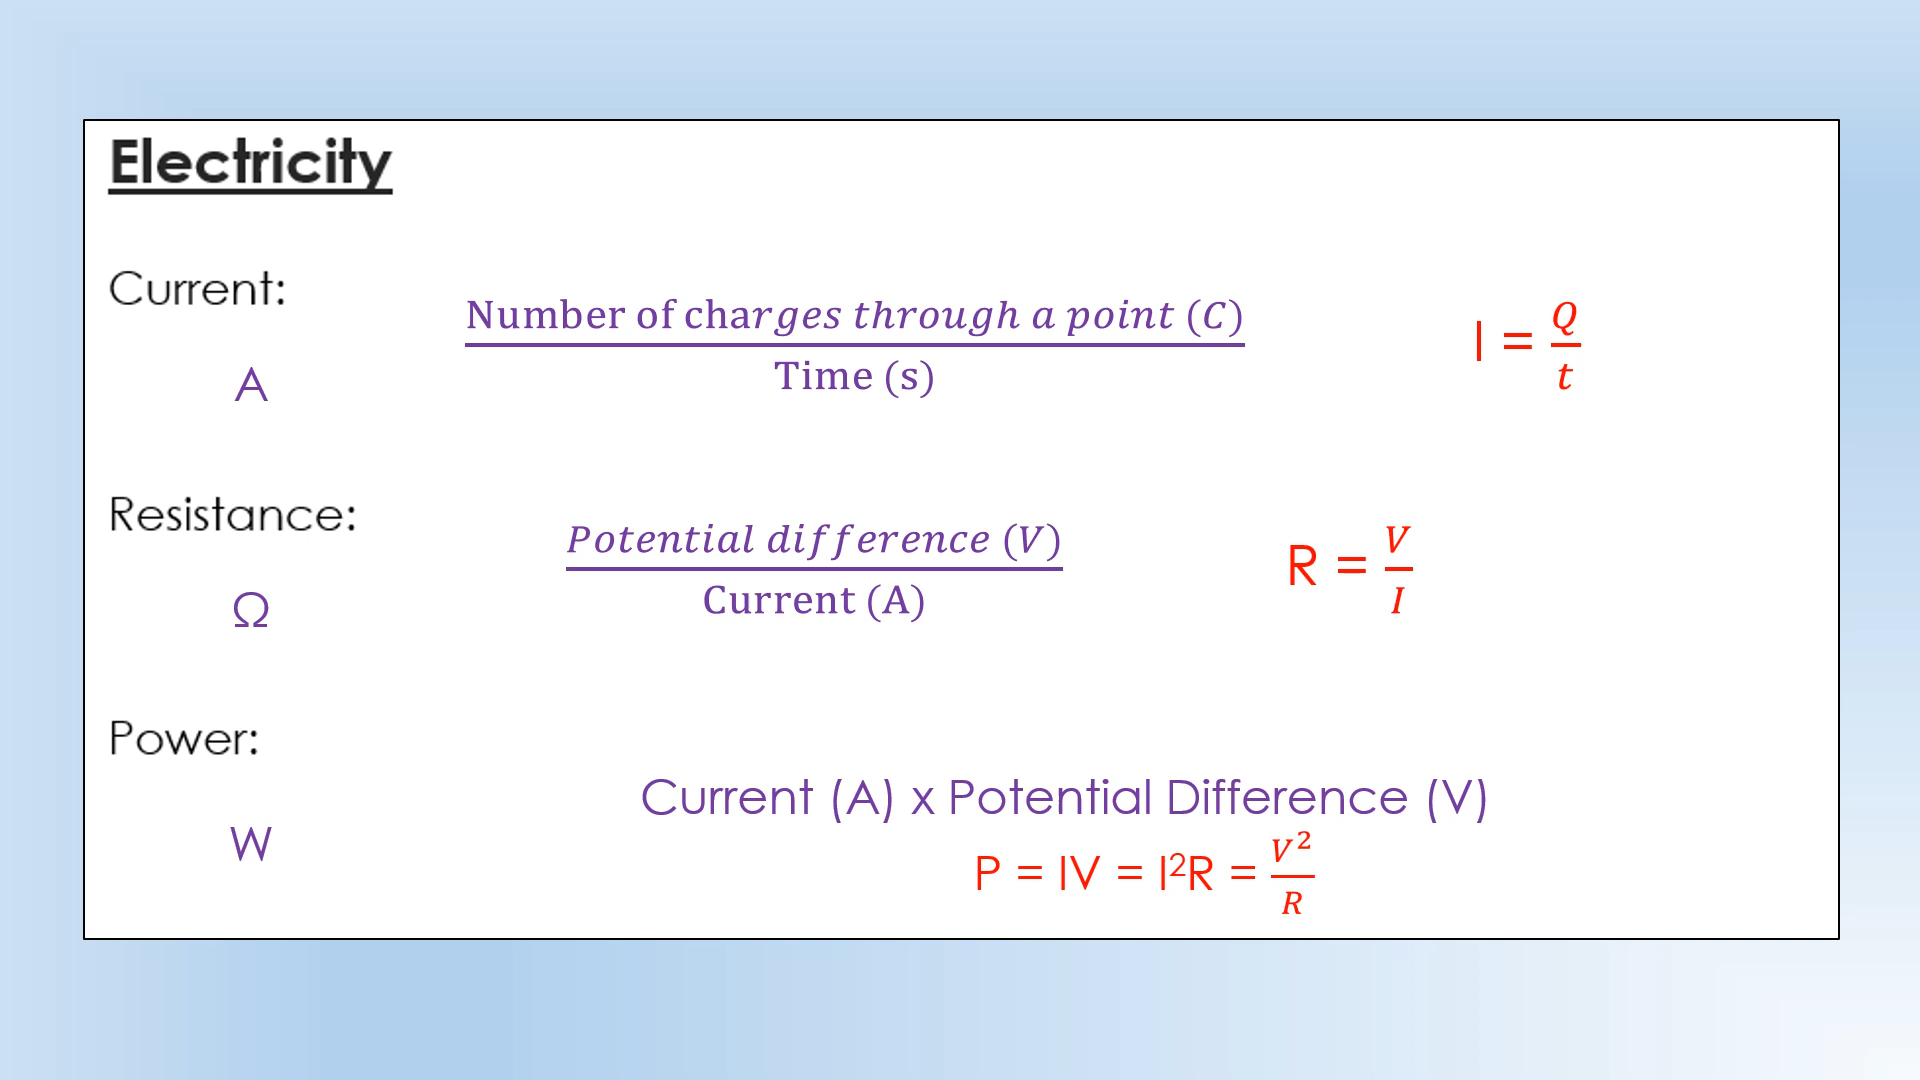 Electricity
Current:
Number of charges through a point (C)
Time (s)
I = Q/t
A
Resistance:
Potential difference (V)
Current (A)
R = V/I
Ω
Power:
Current (A) x Potential Difference (V)
W
P = IV = I²R = V²/R